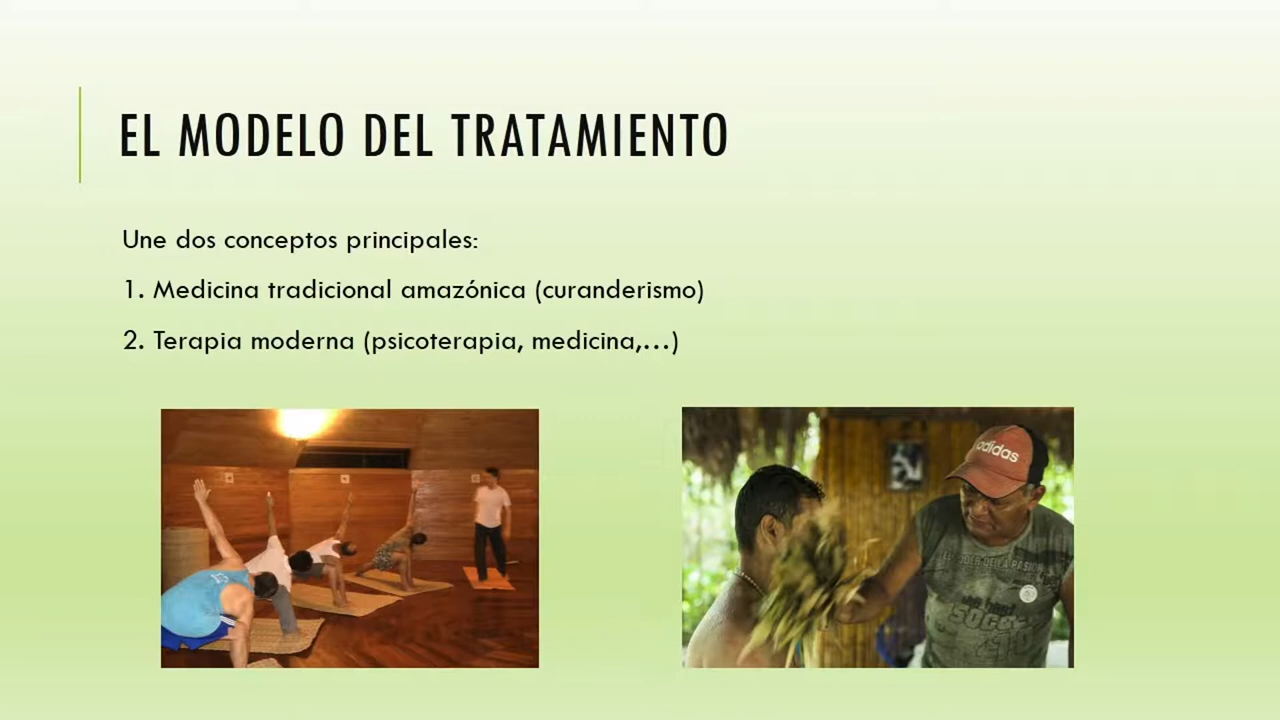 EL MODELO DEL TRATAMIENTO
Une dos conceptos principales:
1. Medicina tradicional amazónica (curanderismo)
2. Terapia moderna (psicoterapia, medicina,...)
adidas
SOCCE